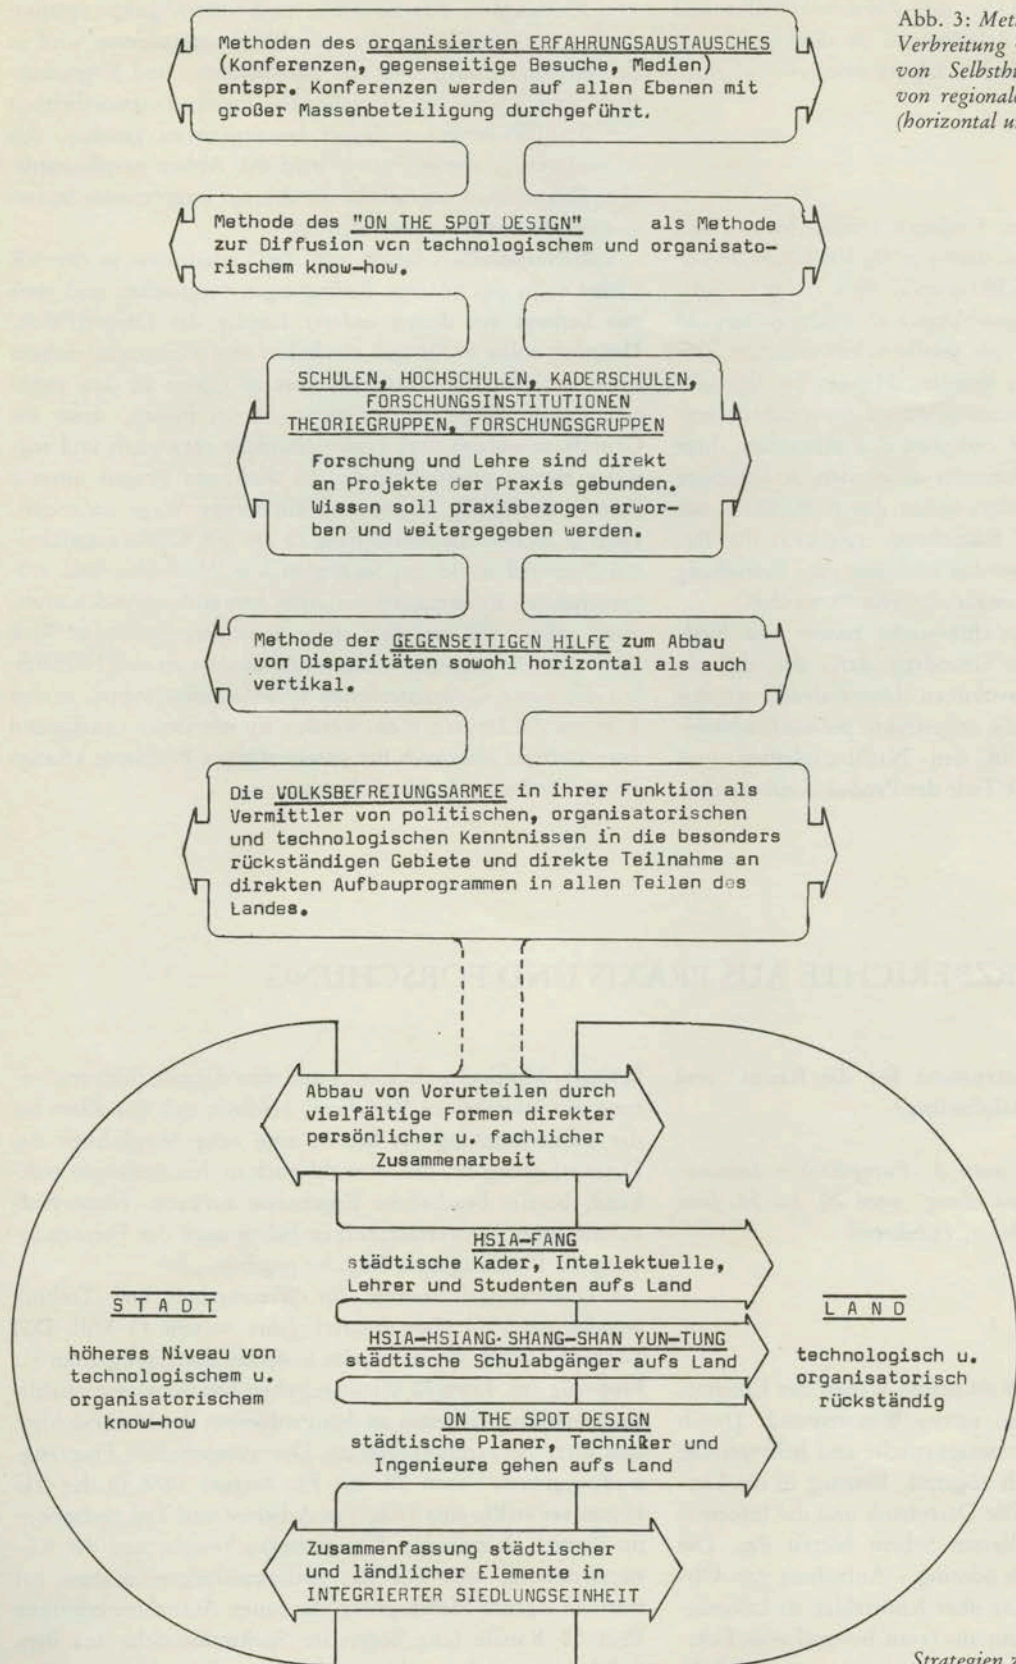 Abb. 3:
Verbreitung
von
von
(horizontal
Methoden des organisierten ERFAHRUNGSAUSTAUSCHES
(Konferenzen, gegenseitige Besuche, Medien)
entspr. Konferenzen werden auf allen Ebenen mit
großer Massenbeteiligung durchgeführt.
Methode des "ON THE SPOT DESIGN" als Methode
zur Diffusion von technologischem und organisato-
rischem know-how.
SCHULEN, HOCHSCHULEN, KADERSCHULEN,
FORSCHUNGSINSTITUTIONEN
THEORIEGRUPPEN, FORSCHUNGSGRUPPEN
Forschung und Lehre sind direkt
an Projekte der Praxis gebunden.
Wissen soll praxisbezogen erwor-
ben und weitergegeben werden.
Methode der GEGENSEITIGEN HILFE zum Abbau
von Disparitäten sowohl horizontal als auch
vertikal.
Die VOLKSBEFREIUNGSARMEE in ihrer Funktion als
Vermittler von politischen, organisatorischen
und technologischen Kenntnissen in die besonders
rückständigen Gebiete und direkte Teilnahme an
direkten Aufbauprogrammen in allen Teilen des
Landes.
Abbau von Vorurteilen durch
vielfältige Formen direkter
persönlicher u. fachlicher
Zusammenarbeit
HSIA-FANG
städtische Kader, Intellektuelle,
Lehrer und Studenten aufs Land
STADT
höheres Niveau von
technologischem u.
organisatorischem
know-how
HSIA-HSIANG·SHANG-SHAN YUN-TUNG
städtische Schulabgänger aufs Land
LAND
technologisch u.
organisatorisch
rückständig
ON THE SPOT DESIGN
städtische Planer, Techniker und
Ingenieure gehen aufs Land
Zusammenfassung städtischer
und ländlicher Elemente in
INTEGRIERTER SIEDLUNGSEINHEIT
Strategien